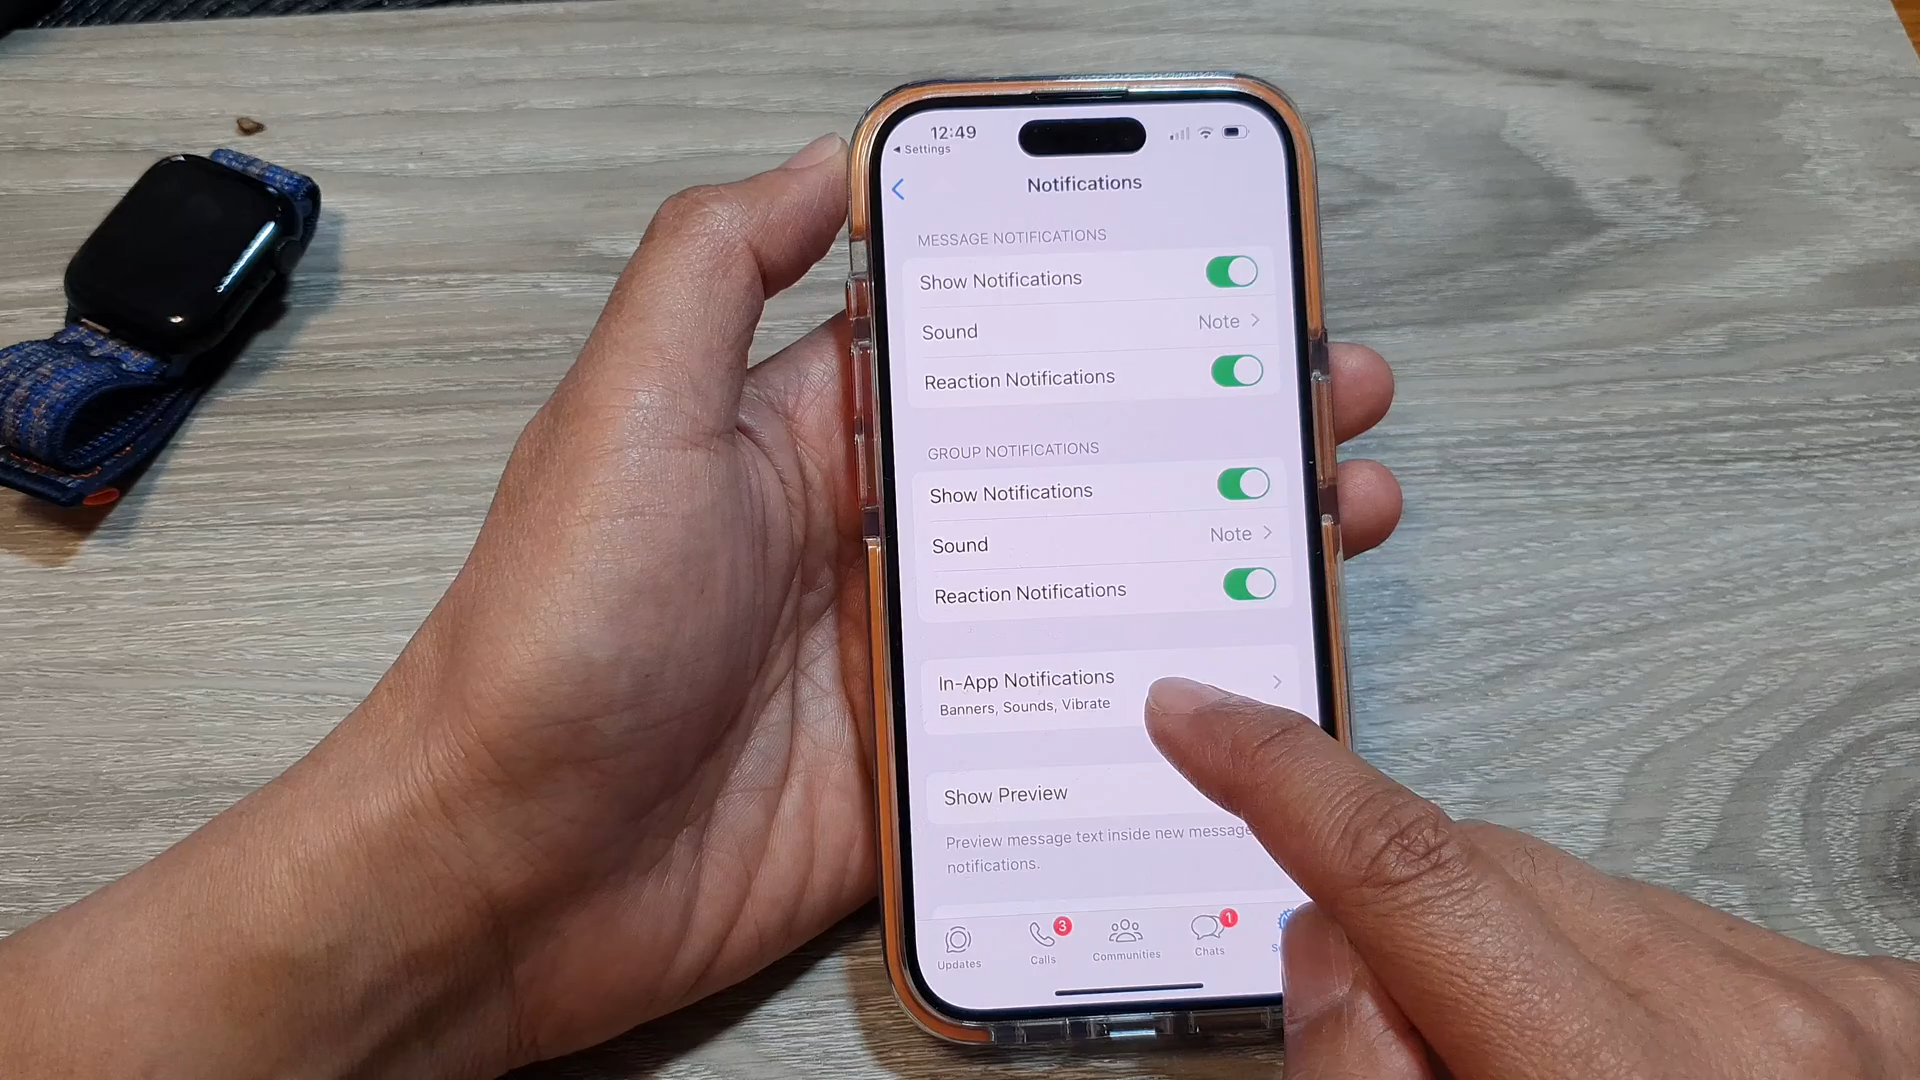 12:49
◂ Settings
Notifications
MESSAGE NOTIFICATIONS
Show Notifications
Sound Note
Reaction Notifications
GROUP NOTIFICATIONS
Show Notifications
Sound Note
Reaction Notifications
In-App Notifications
Banners, Sounds, Vibrate
Show Preview
Preview message text inside new message
notifications.
3 1
Updates Calls Communities Chats